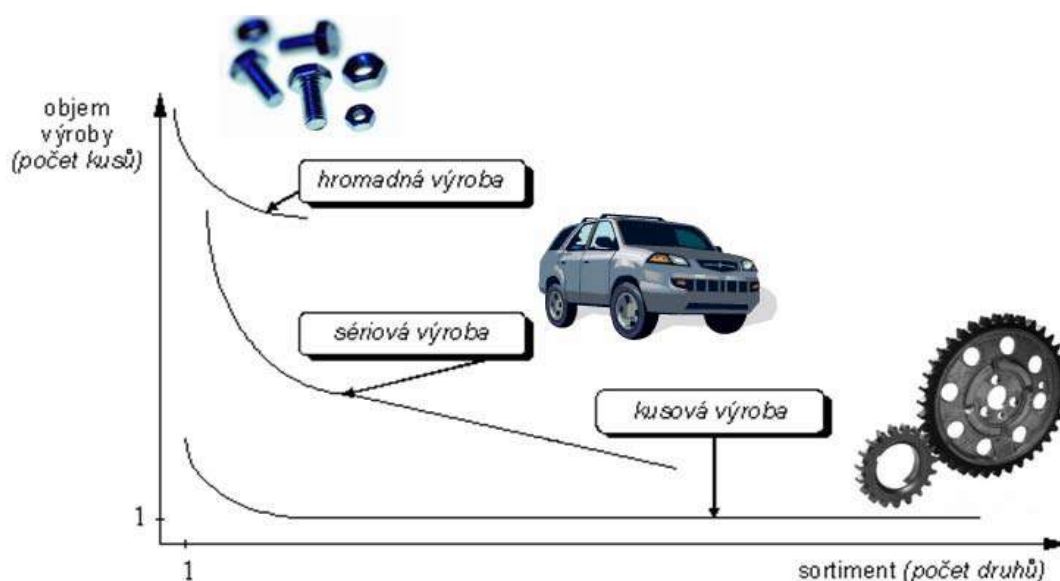 objem
výroby
(počet kusů)
hromadná výroba
sériová výroba
kusová výroba
1
1
sortiment (počet druhů)